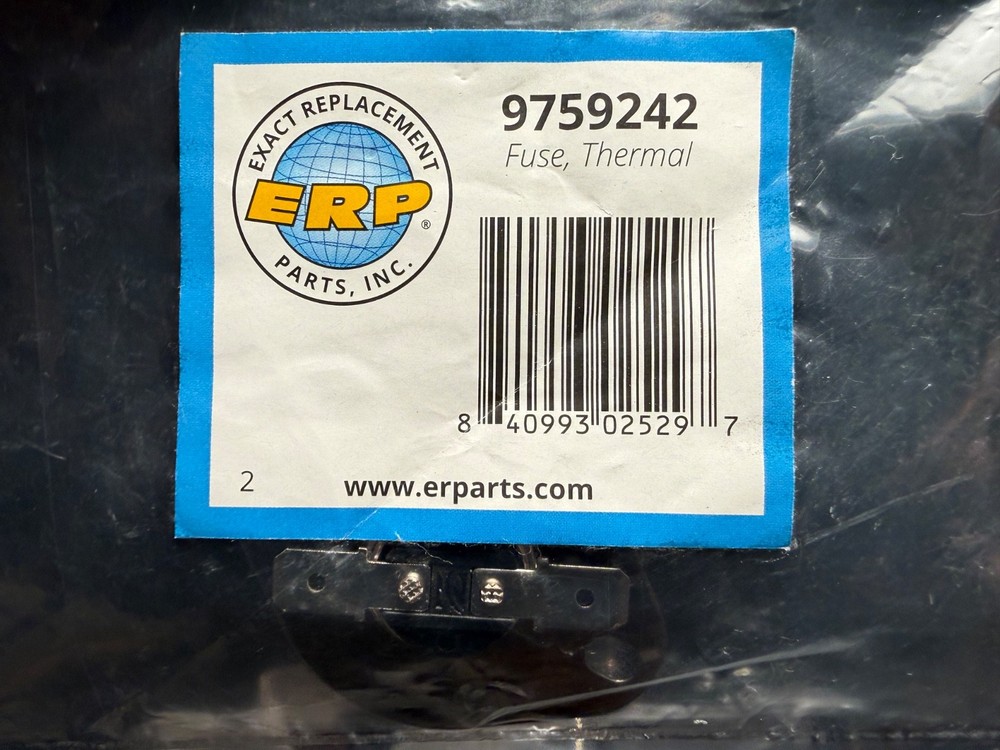 EXACT REPLACEMENT
ERP®
PARTS, INC.
9759242
Fuse, Thermal
8 40993 02529 7
2
www.erparts.com